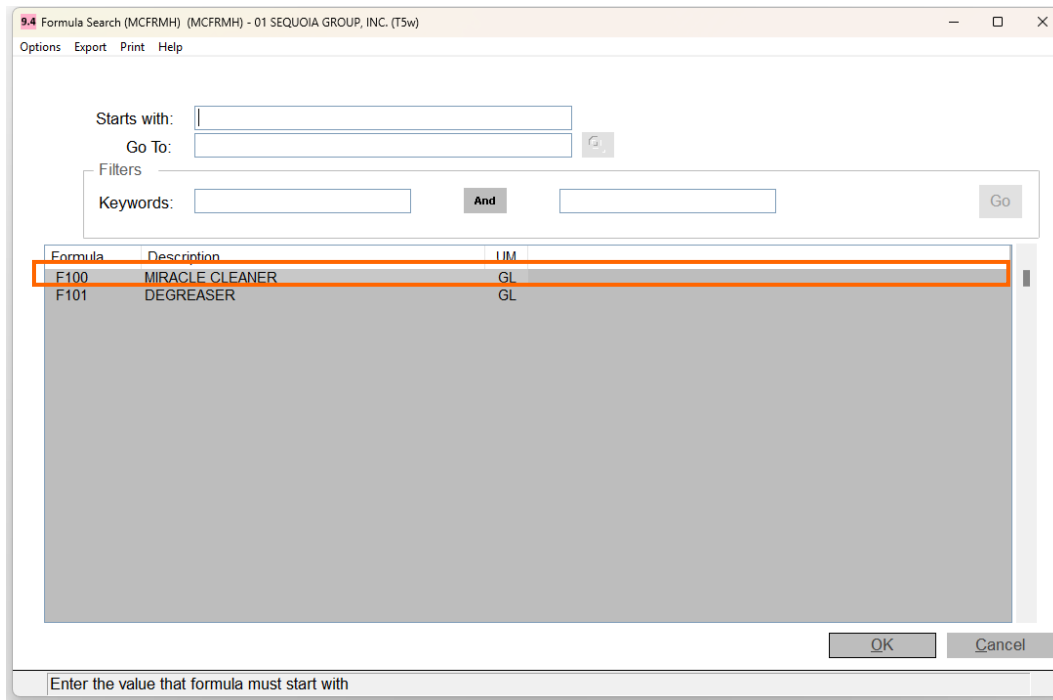 9.4 Formula Search (MCFRMH) (MCFRMH) - 01 SEQUOIA GROUP, INC. (T5w)
Options Export Print Help
Starts with:
Go To:
Filters
Keywords: And Go
Formula Description UM
F100 MIRACLE CLEANER GL
F101 DEGREASER GL
OK Cancel
Enter the value that formula must start with